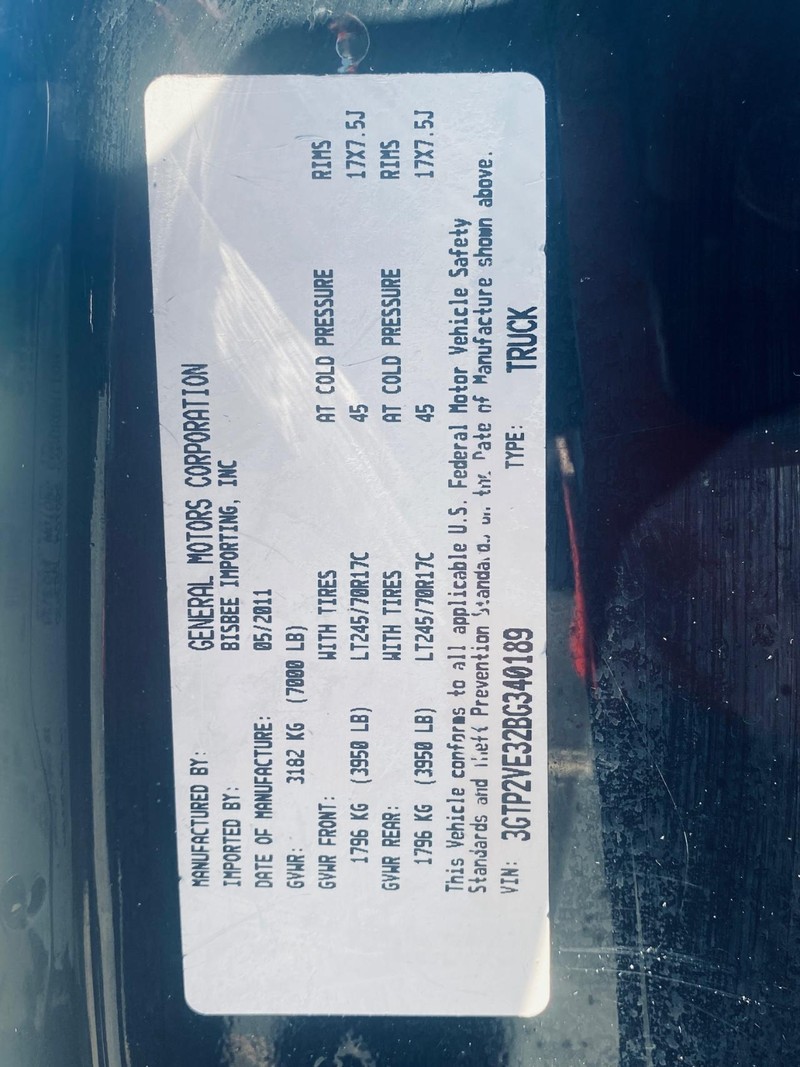 MANUFACTURED BY: GENERAL MOTORS CORPORATION
IMPORTED BY: BISBEE IMPORTING, INC
DATE OF MANUFACTURE: 05/2011
GVWR: 3182 KG (7000 LB)
GVWR FRONT: WITH TIRES AT COLD PRESSURE RIMS
1796 KG (3950 LB) LT245/70R17C 45 17X7.5J
GVWR REAR: WITH TIRES AT COLD PRESSURE RIMS
1796 KG (3950 LB) LT245/70R17C 45 17X7.5J
This Vehicle conforms to all applicable U.S. Federal Motor Vehicle Safety
Standards and Prevention Date of Manufacture shown above.
VIN: 3GTP2VE32BG340189 TYPE: TRUCK